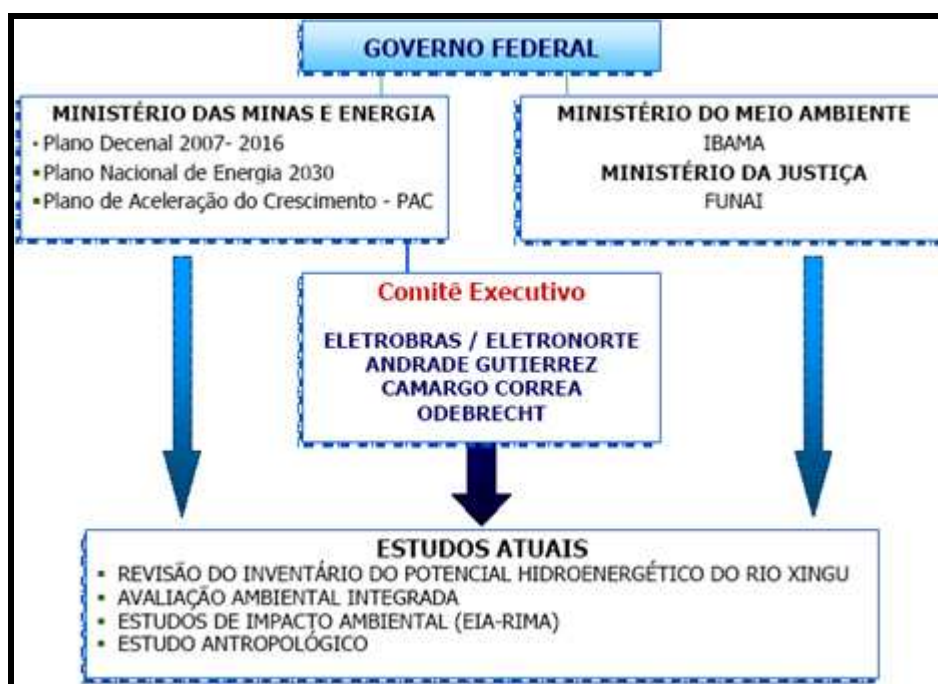 GOVERNO FEDERAL
MINISTÉRIO DAS MINAS E ENERGIA
• Plano Decenal 2007- 2016
• Plano Nacional de Energia 2030
• Plano de Aceleração do Crescimento - PAC
MINISTÉRIO DO MEIO AMBIENTE
IBAMA
MINISTÉRIO DA JUSTIÇA
FUNAI
Comitê Executivo
ELETROBRAS / ELETRONORTE
ANDRADE GUTIERREZ
CAMARGO CORREA
ODEBRECHT
ESTUDOS ATUAIS
• REVISÃO DO INVENTÁRIO DO POTENCIAL HIDROENERGÉTICO DO RIO XINGU
• AVALIAÇÃO AMBIENTAL INTEGRADA
• ESTUDOS DE IMPACTO AMBIENTAL (EIA-RIMA)
• ESTUDO ANTROPOLÓGICO